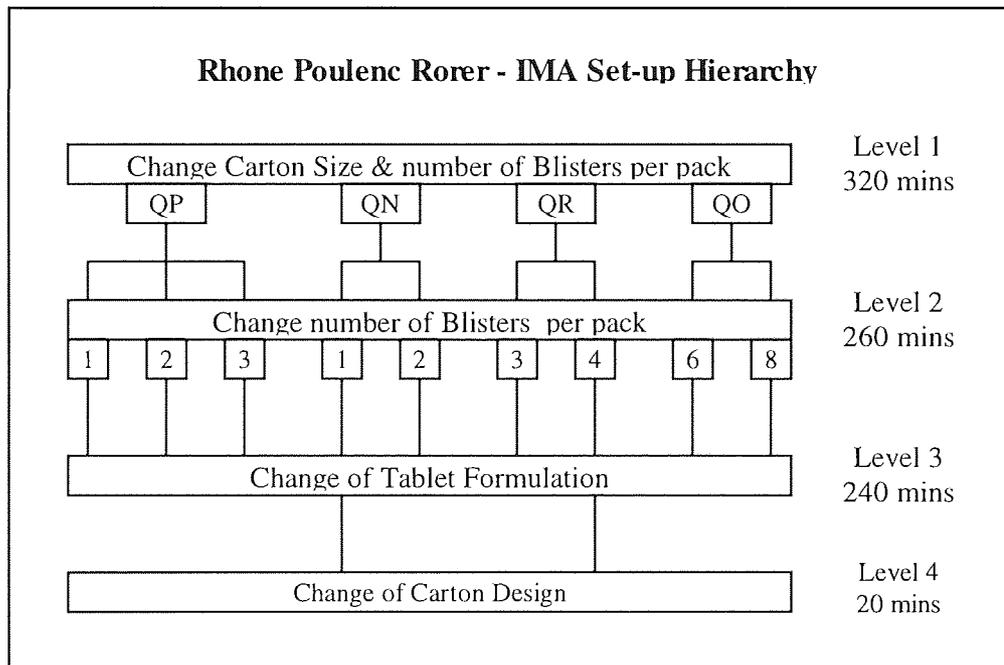 Rhone Poulenc Rorer - IMA Set-up Hierarchy
Level 1
Change Carton Size & number of Blisters per pack
320 mins
QP QN QR QO
Level 2
Change number of Blisters per pack
260 mins
1 2 3 1 2 3 4 6 8
Level 3
Change of Tablet Formulation
240 mins
Level 4
Change of Carton Design
20 mins